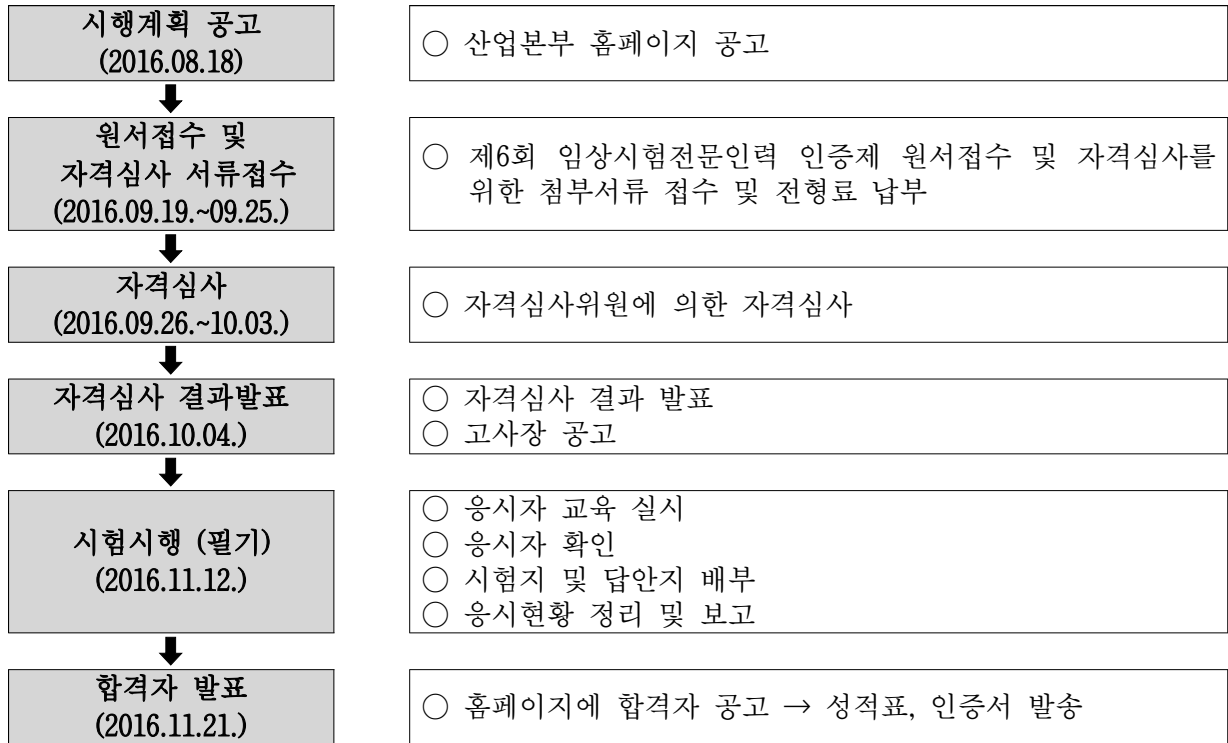 시행계획 공고
(2016.08.18)
○ 산업본부 홈페이지 공고
원서접수 및
자격심사 서류접수
(2016.09.19.~09.25.)
○ 제6회 임상시험전문인력 인증제 원서접수 및 자격심사를
위한 첨부서류 접수 및 전형료 납부
자격심사
(2016.09.26.~10.03.)
○ 자격심사위원에 의한 자격심사
자격심사 결과발표
(2016.10.04.)
○ 자격심사 결과 발표
○ 고사장 공고
시험시행 (필기)
(2016.11.12.)
○ 응시자 교육 실시
○ 응시자 확인
○ 시험지 및 답안지 배부
○ 응시현황 정리 및 보고
합격자 발표
(2016.11.21.)
○ 홈페이지에 합격자 공고 → 성적표, 인증서 발송